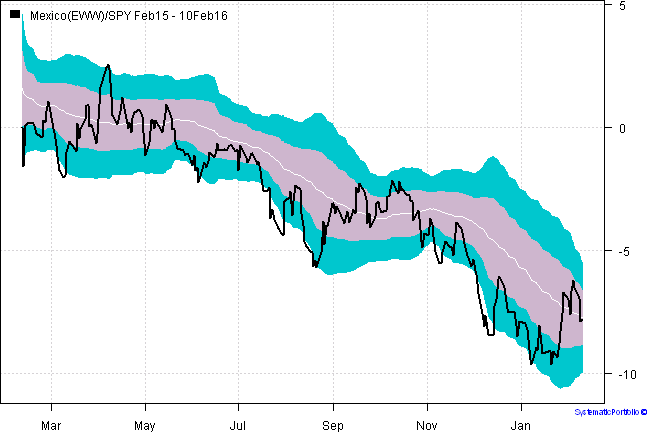 Mexico(EWW)/SPY Feb15 - 10Feb16
5
0
-5
-10
Mar May Jul Sep Nov Jan
SystematicPortfolio ©